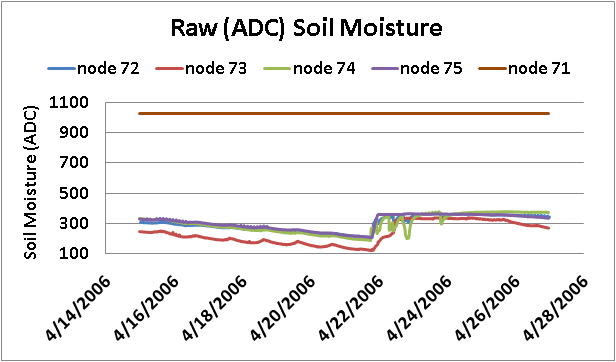 Raw (ADC) Soil Moisture
node 72 node 73 node 74 node 75 node 71
Soil Moisture (ADC)
1100
900
700
500
300
100
4/14/2006 4/16/2006 4/18/2006 4/20/2006 4/22/2006 4/24/2006 4/26/2006 4/28/2006